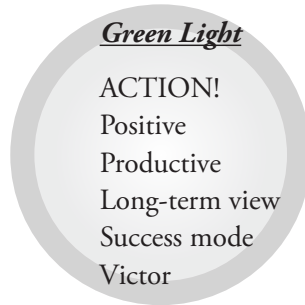 Green Light
ACTION!
Positive
Productive
Long-term view
Success mode
Victor